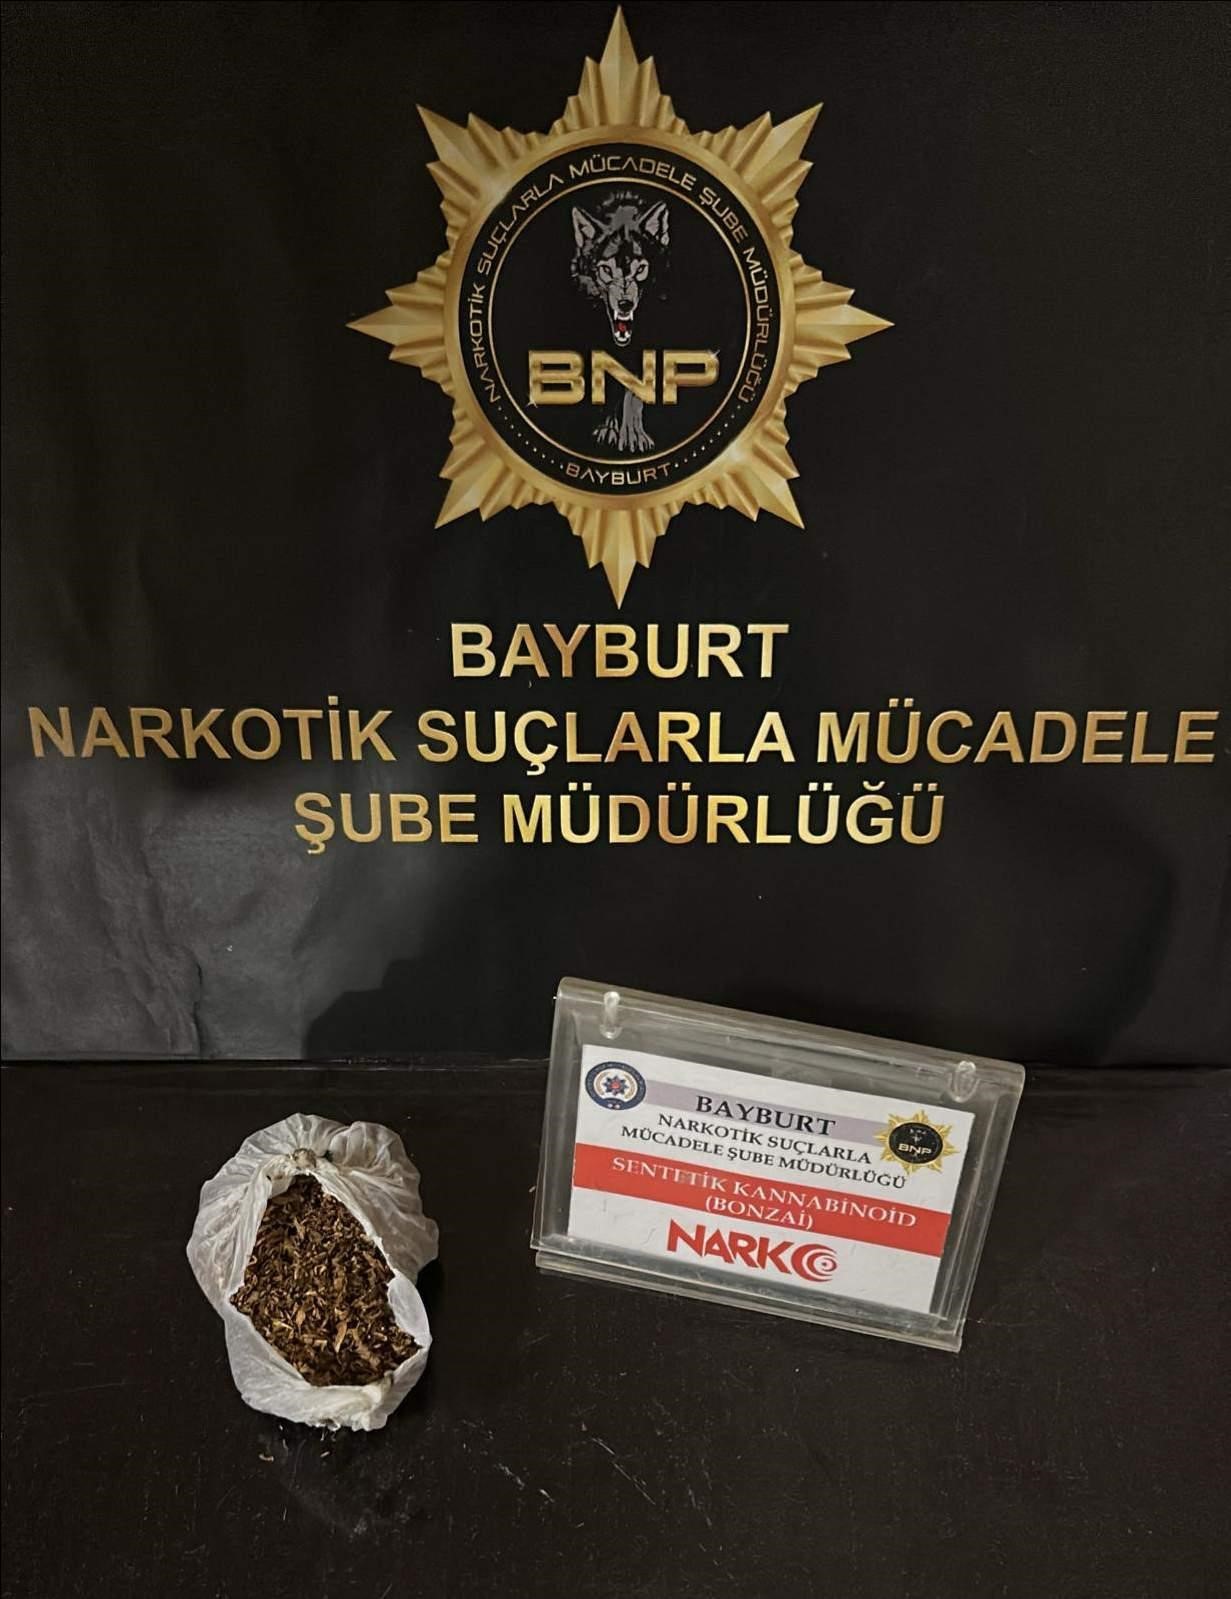 NARKOTİK SUÇLARLA MÜCADELE ŞUBE MÜDÜRLÜĞÜ
BNP
BAYBURT
BAYBURT
NARKOTİK SUÇLARLA MÜCADELE
ŞUBE MÜDÜRLÜĞÜ
BAYBURT
NARKOTİK SUÇLARLA
MÜCADELE ŞUBE MÜDÜRLÜĞÜ
BNP
SENTETİK KANNABİNOİD
(BONZAİ)
NARKO